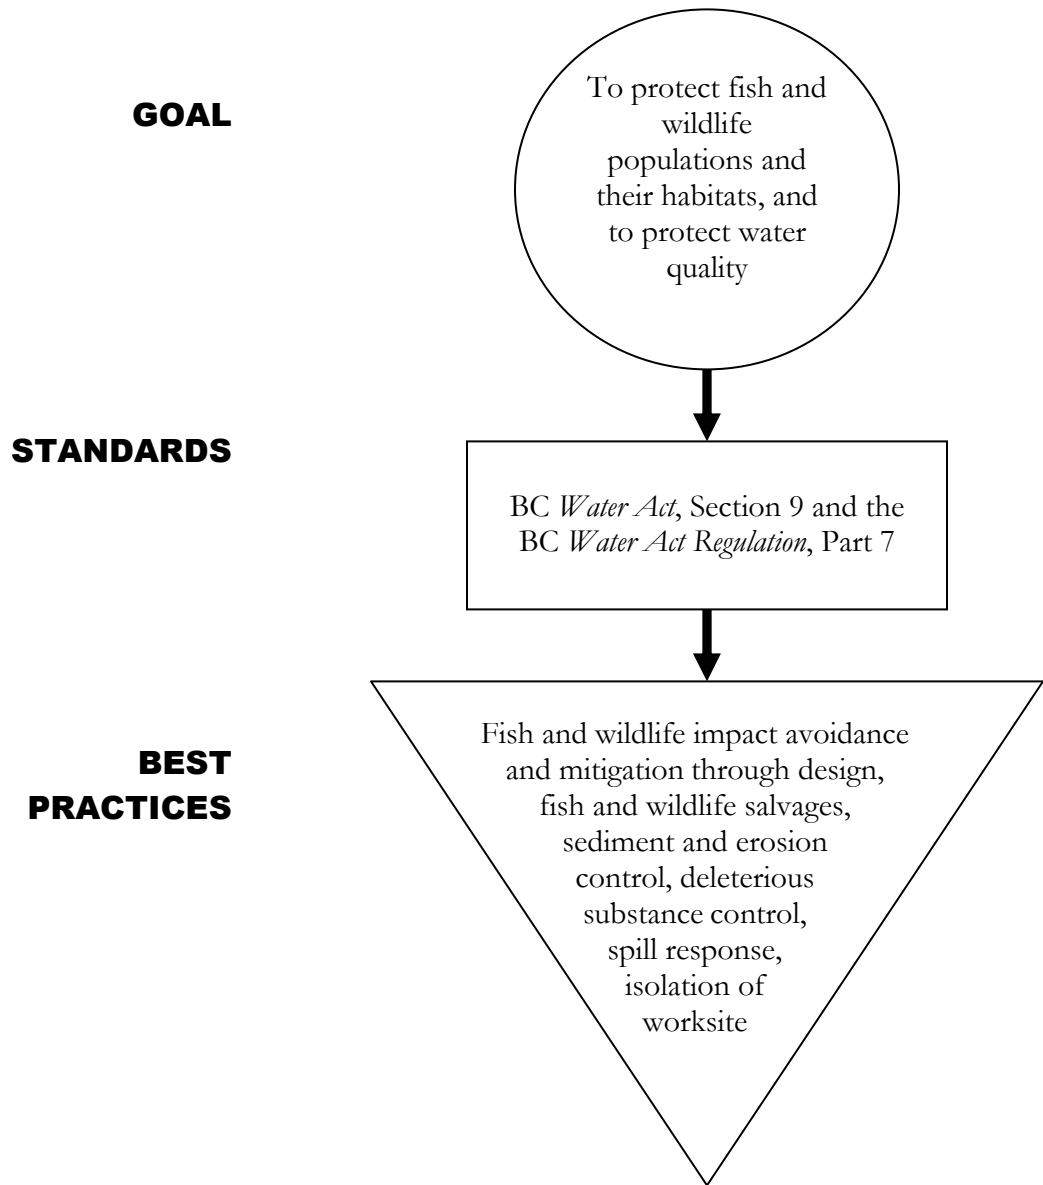 GOAL
To protect fish and
wildlife
populations and
their habitats, and
to protect water
quality
STANDARDS
BC Water Act, Section 9 and the
BC Water Act Regulation, Part 7
BEST
PRACTICES
Fish and wildlife impact avoidance
and mitigation through design,
fish and wildlife salvages,
sediment and erosion
control, deleterious
substance control,
spill response,
isolation of
worksite